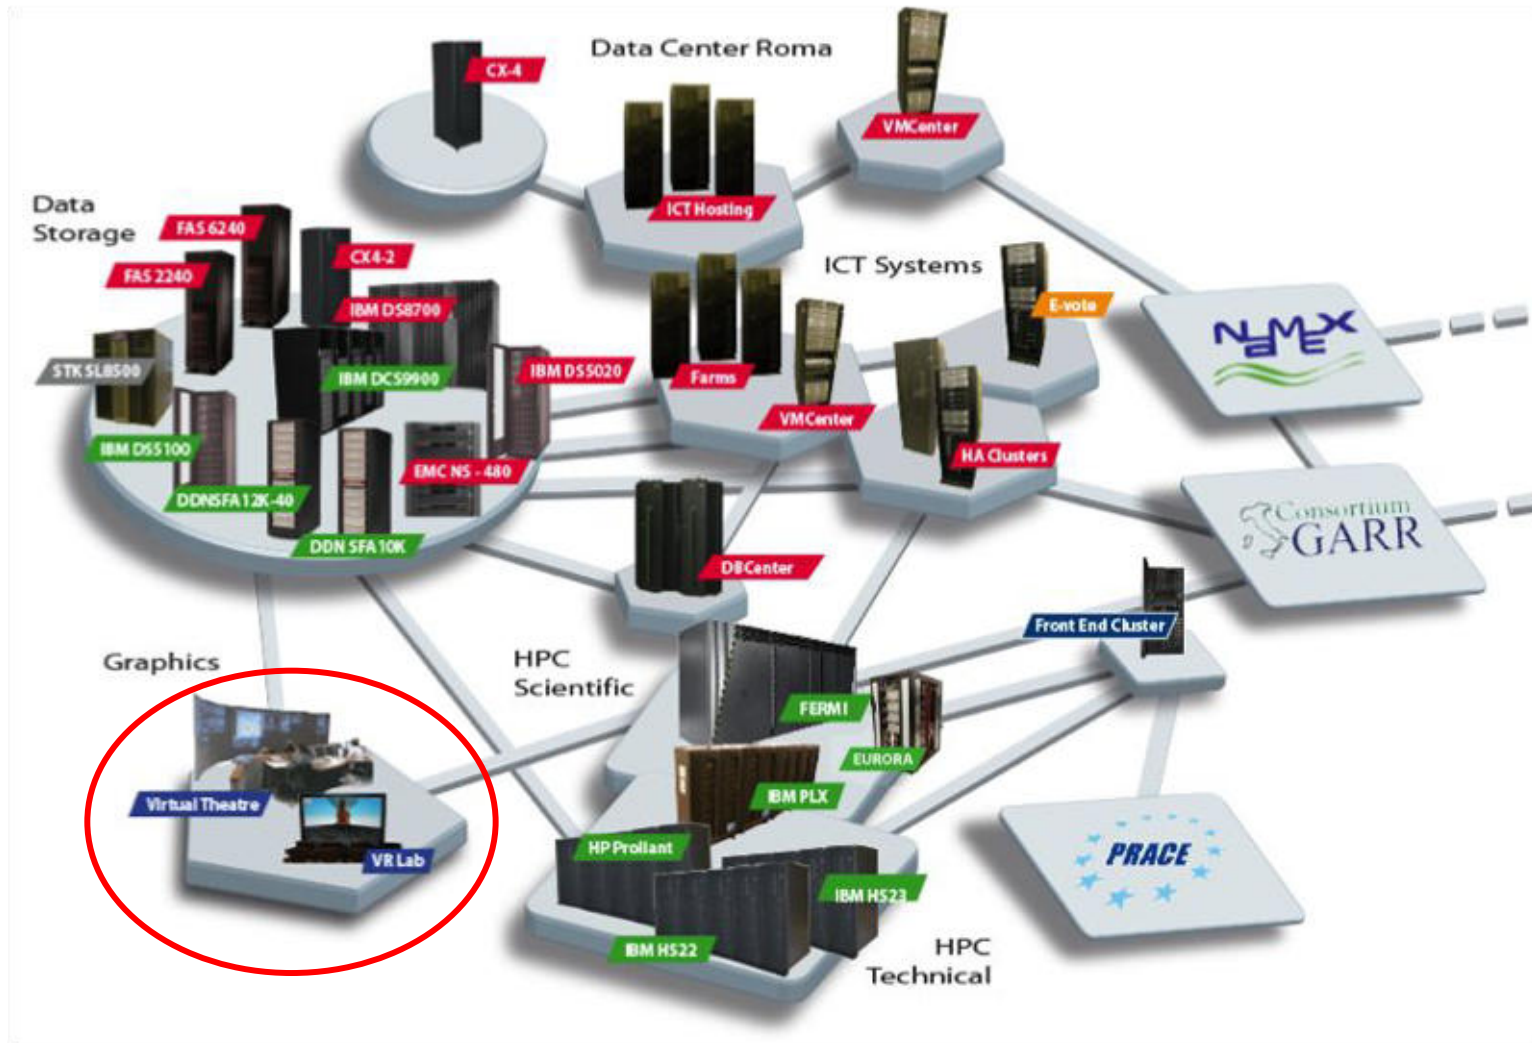 CX-4
Data Center Roma
VMCenter
ICT Hosting
Data
Storage
FAS 6240
FAS 2240
CX4-2
IBM DS8700
STK SL8500
IBM DCS9900
IBM DS5020
IBM DS5100
EMC NS - 480
DDNSFA12K-40
DDN SFA10K
ICT Systems
E-vote
Farms
VMCenter
HA Clusters
NaMeX
Consortium
GARR
DBCenter
Front End Cluster
Graphics
HPC
Scientific
FERMI
EURORA
Virtual Theatre
VR Lab
IBM PLX
HP Proliant
IBM HS23
IBM HS22
PRACE
HPC
Technical